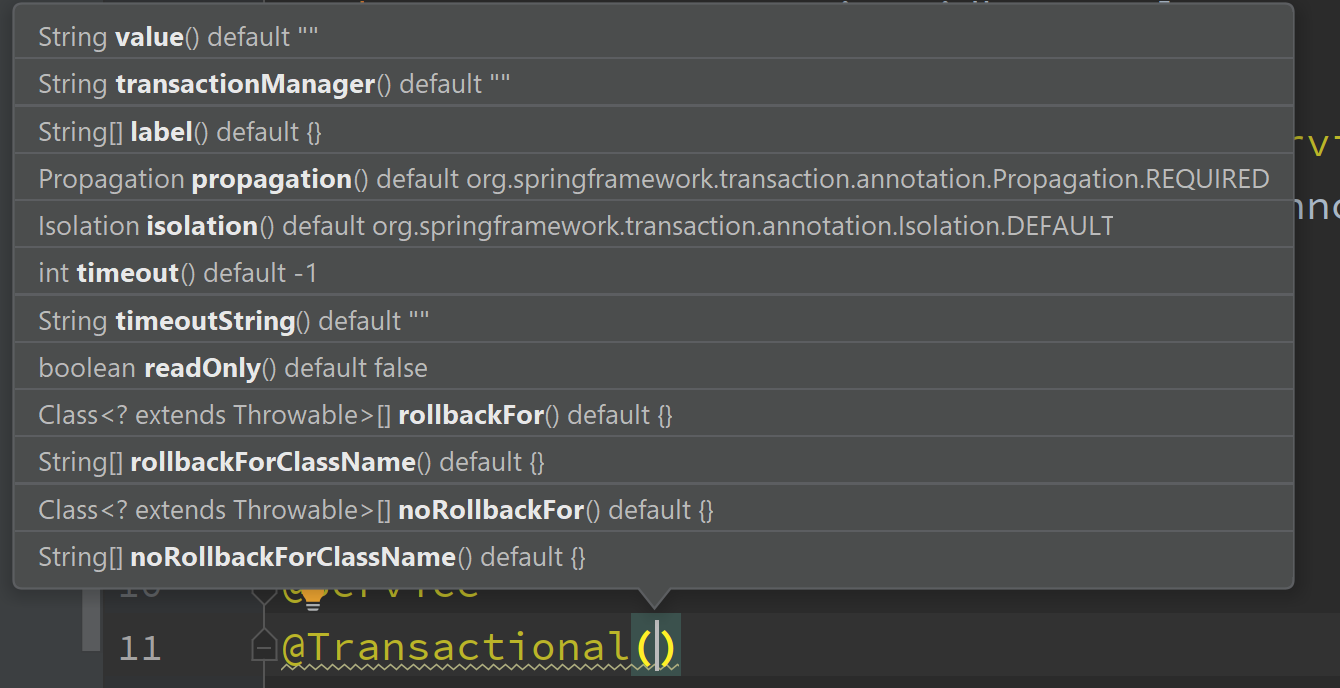 String value() default ""
String transactionManager() default ""
String[] label() default {}
Propagation propagation() default org.springframework.transaction.annotation.Propagation.REQUIRED
Isolation isolation() default org.springframework.transaction.annotation.Isolation.DEFAULT
int timeout() default -1
String timeoutString() default ""
boolean readOnly() default false
Class<? extends Throwable>[] rollbackFor() default {}
String[] rollbackForClassName() default {}
Class<? extends Throwable>[] noRollbackFor() default {}
String[] noRollbackForClassName() default {}
11 @Transactional()